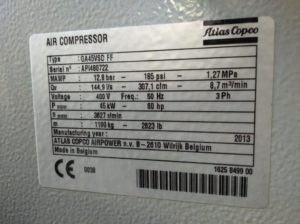 AIR COMPRESSOR
Atlas Copco
Type : GA45VSD FF
Serial n° : API480722
MAWP : 12,8 bar 185 psi 1,27 MPa
Qv : 144,9 l/s 307,1 cfm 8,7 m³/min
Voltage : 400 V Freq.: 50 Hz 3 Ph
P : 45 kW 60 hp
n : 3627 r/min
m : 1190 kg 2623 lb
Manufacturing year : 2013
ATLAS COPCO AIRPOWER n.v. B – 2610 Wilrijk Belgium
Made in Belgium
CE 0038
1625 8499 00